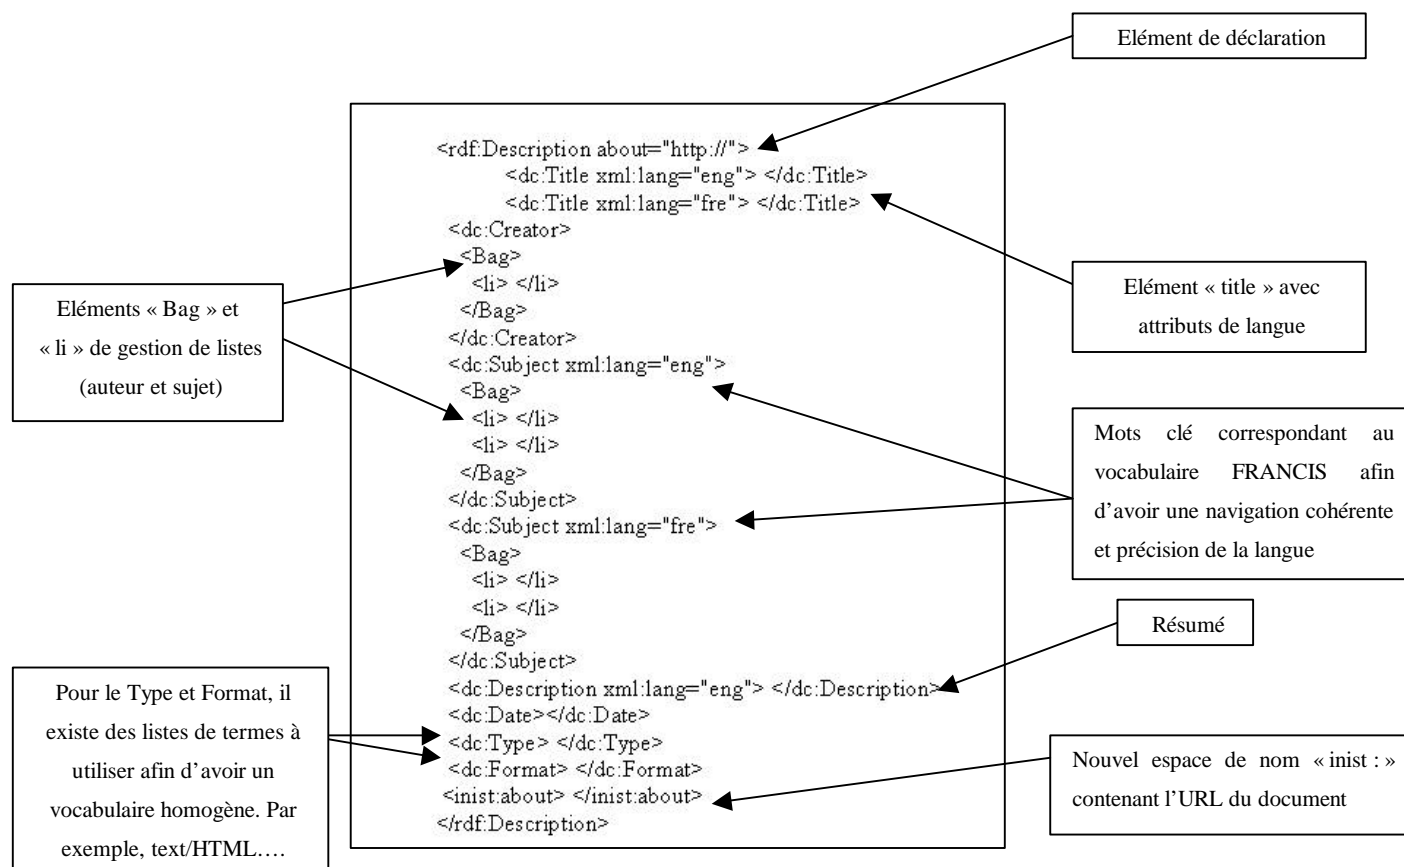 Elément de déclaration
<rdf:Description about="http://">
<dc:Title xml:lang="eng"> </dc:Title>
<dc:Title xml:lang="fre"> </dc:Title>
<dc:Creator>
<Bag>
<li> </li>
</Bag>
</dc:Creator>
<dc:Subject xml:lang="eng">
<Bag>
<li> </li>
<li> </li>
</Bag>
</dc:Subject>
<dc:Subject xml:lang="fre">
<Bag>
<li> </li>
<li> </li>
</Bag>
</dc:Subject>
<dc:Description xml:lang="eng"> </dc:Description>
<dc:Date></dc:Date>
<dc:Type> </dc:Type>
<dc:Format> </dc:Format>
<inist:about> </inist:about>
</rdf:Description>
Eléments « Bag » et
« li » de gestion de listes
(auteur et sujet)
Pour le Type et Format, il
existe des listes de termes à
utiliser afin d’avoir un
vocabulaire homogène. Par
exemple, text/HTML….
Elément « title » avec
attributs de langue
Mots clé correspondant au
vocabulaire FRANCIS afin
d’avoir une navigation cohérente
et précision de la langue
Résumé
Nouvel espace de nom « inist : »
contenant l’URL du document